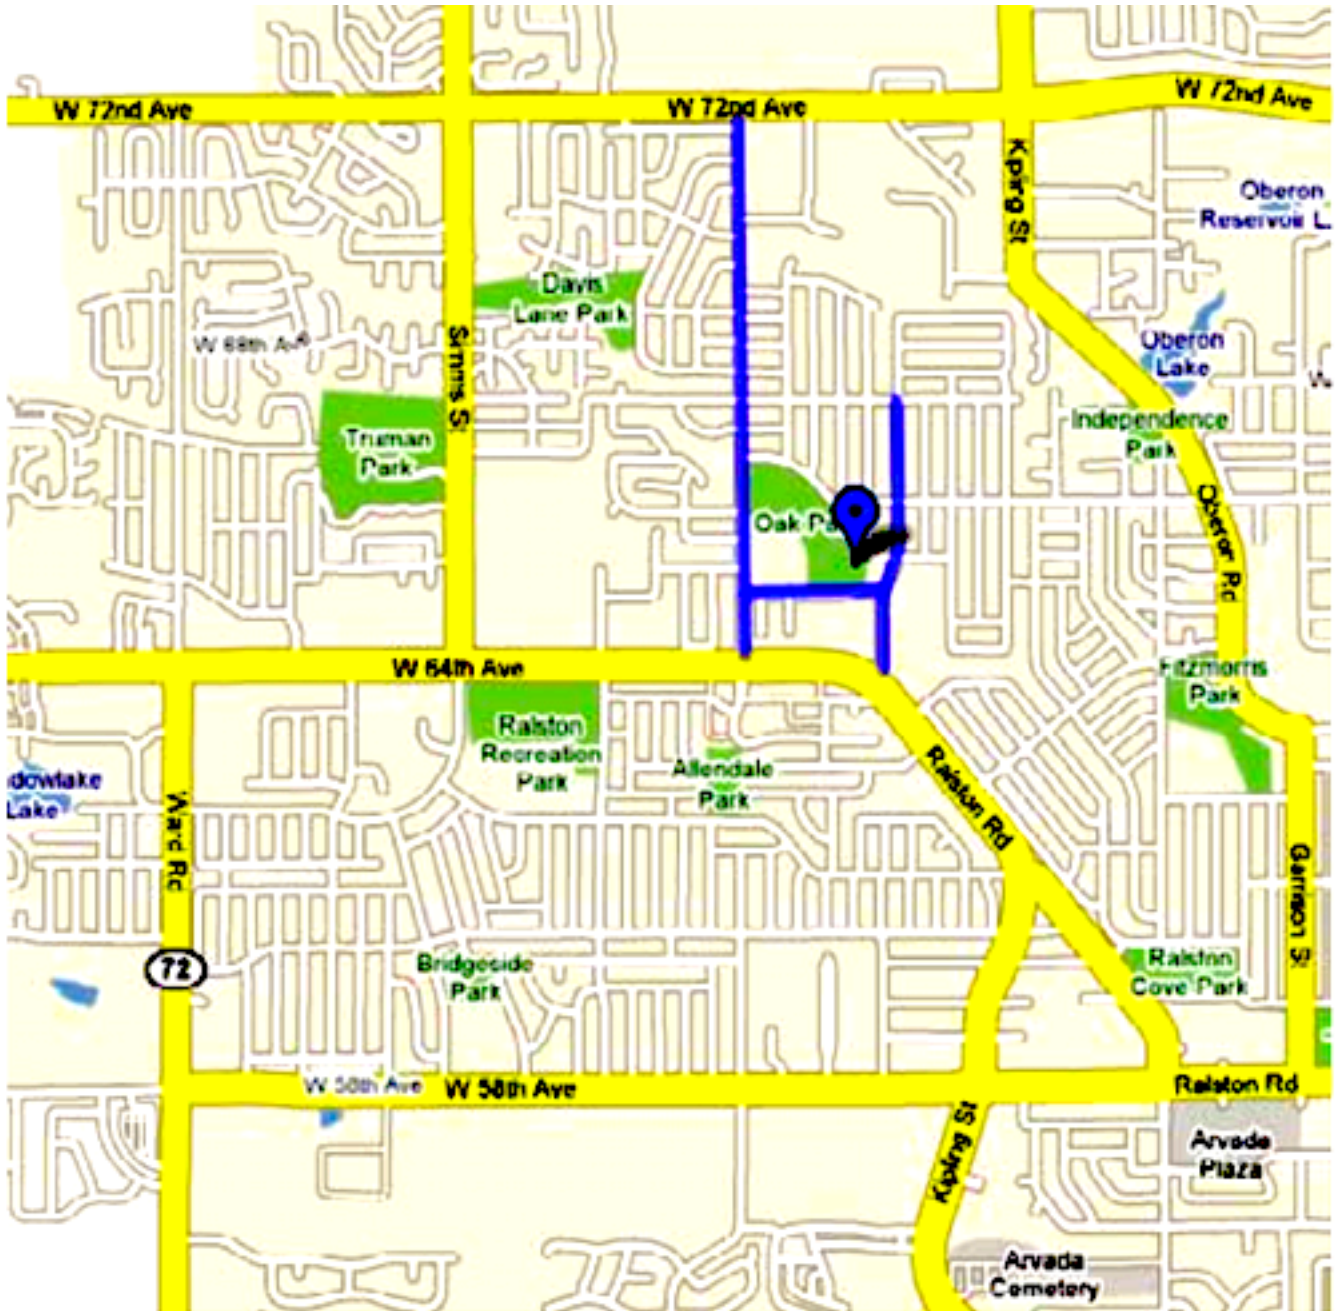 W 72nd Ave
W 72nd Ave
W 72nd Ave
Kipling St
Oberon
Reservoir L.
Davis
Lane Park
W 68th Ave
Simms St
Oberon
Lake
Independence
Park
Truman
Park
Oberon Rd
W 64th Ave
Fitzmorris
Park
Ralston
Recreation
Park
Allendale
Park
Ralston Rd
dowlake
Lake
Ward Rd
Garrison St
72
Bridgeside
Park
Ralston
Cove Park
W 58th Ave
W 58th Ave
Ralston Rd
Kipling St
Arvada
Plaza
Arvada
Cemetery